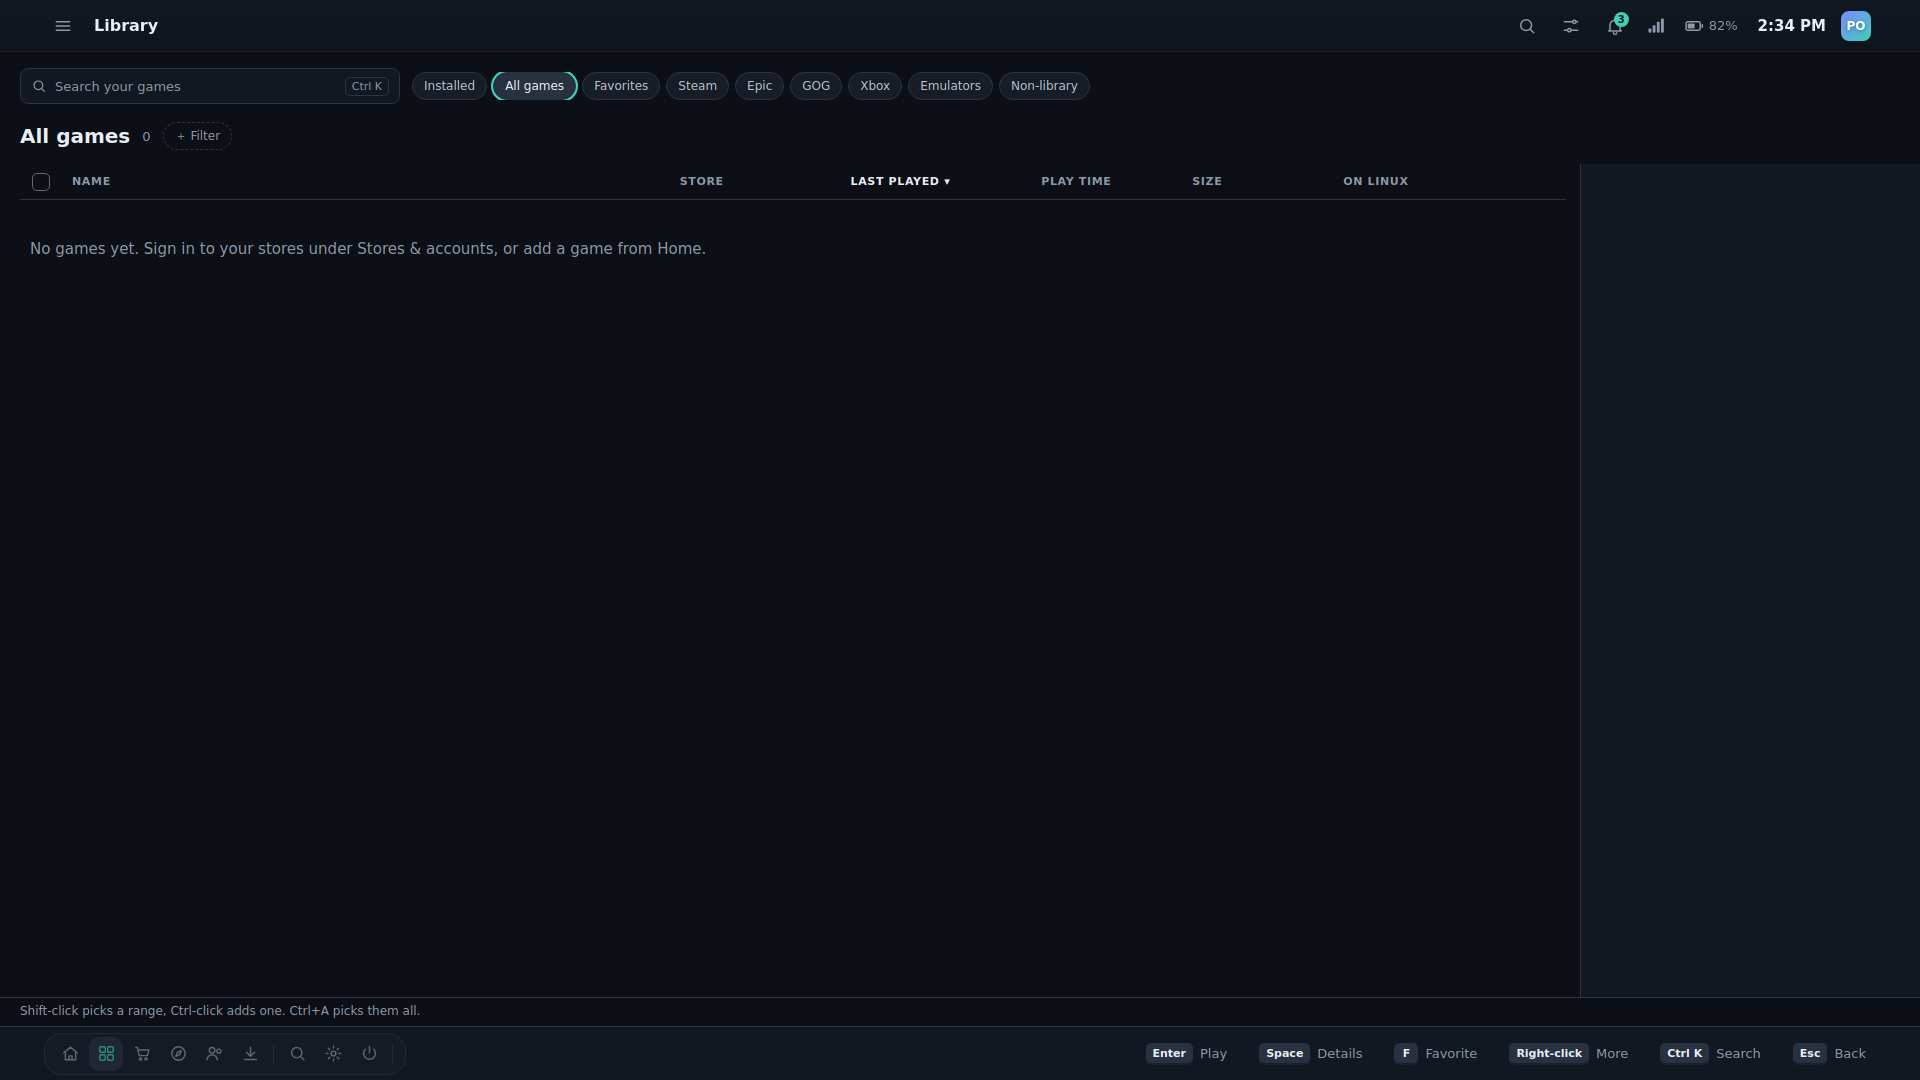 Library
3
82%
2:34 PM
PO
Search your games
Ctrl K
Installed
All games
Favorites
Steam
Epic
GOG
Xbox
Emulators
Non-library
All games 0
+ Filter
NAME
STORE
LAST PLAYED ▾
PLAY TIME
SIZE
ON LINUX
No games yet. Sign in to your stores under Stores & accounts, or add a game from Home.
Shift-click picks a range, Ctrl-click adds one. Ctrl+A picks them all.
Enter Play
Space Details
F Favorite
Right-click More
Ctrl K Search
Esc Back